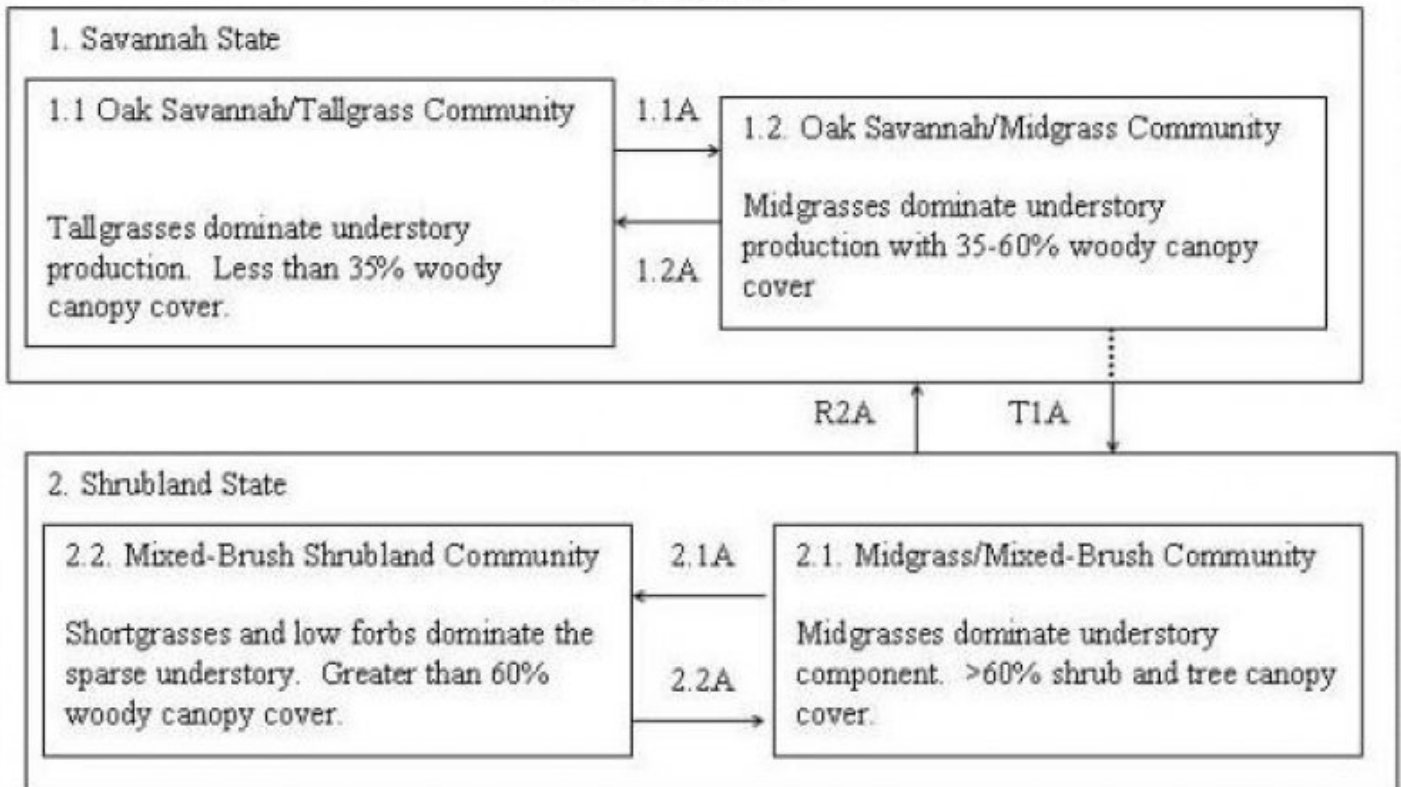 1. Savannah State
1.1 Oak Savannah/Tallgrass Community
Tallgrasses dominate understory
production. Less than 35% woody
canopy cover.
1.1A
1.2A
1.2. Oak Savannah/Midgrass Community
Midgrasses dominate understory
production with 35-60% woody canopy
cover
R2A
T1A
2. Shrubland State
2.2. Mixed-Brush Shrubland Community
Shortgrasses and low forbs dominate the
sparse understory. Greater than 60%
woody canopy cover.
2.1A
2.2A
2.1. Midgrass/Mixed-Brush Community
Midgrasses dominate understory
component. >60% shrub and tree canopy
cover.